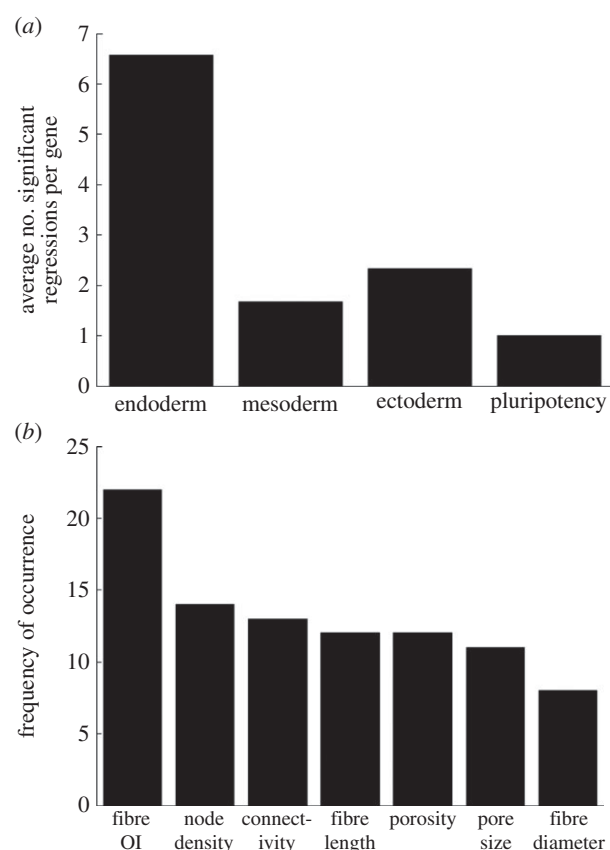 (a)
average no. significant
regressions per gene
7
6
5
4
3
2
1
0
endoderm mesoderm ectoderm pluripotency
(b)
frequency of occurrence
25
20
15
10
5
0
fibre node connect- fibre porosity pore fibre
OI density ivity length size diameter